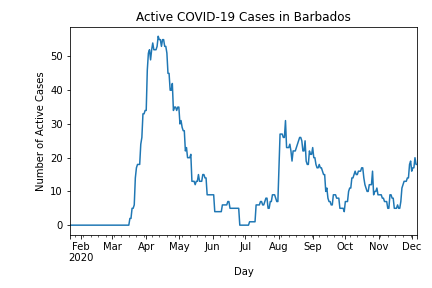 Active COVID-19 Cases in Barbados
50
40
30
20
10
0
Number of Active Cases
Feb Mar Apr May Jun Jul Aug Sep Oct Nov Dec
2020
Day